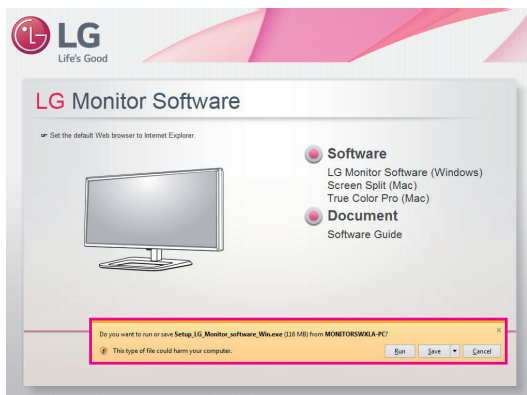 LG
Life's Good
LG Monitor Software
☞ Set the default Web browser to Internet Explorer.
Software
LG Monitor Software (Windows)
Screen Split (Mac)
True Color Pro (Mac)
Document
Software Guide
Do you want to run or save Setup_LG_Monitor_software_Win.exe (116 MB) from MONITORSWXLA-PC?
This type of file could harm your computer.
Run Save Cancel